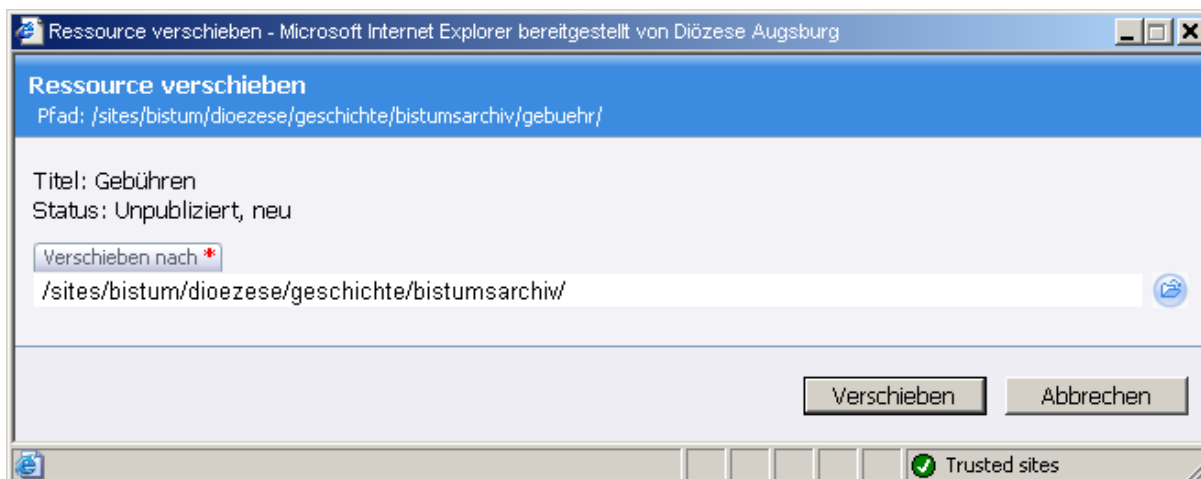 Ressource verschieben - Microsoft Internet Explorer bereitgestellt von Diözese Augsburg
Ressource verschieben
Pfad: /sites/bistum/dioezese/geschichte/bistumsarchiv/gebuehr/
Titel: Gebühren
Status: Unpubliziert, neu
Verschieben nach *
/sites/bistum/dioezese/geschichte/bistumsarchiv/
Verschieben Abbrechen
Trusted sites